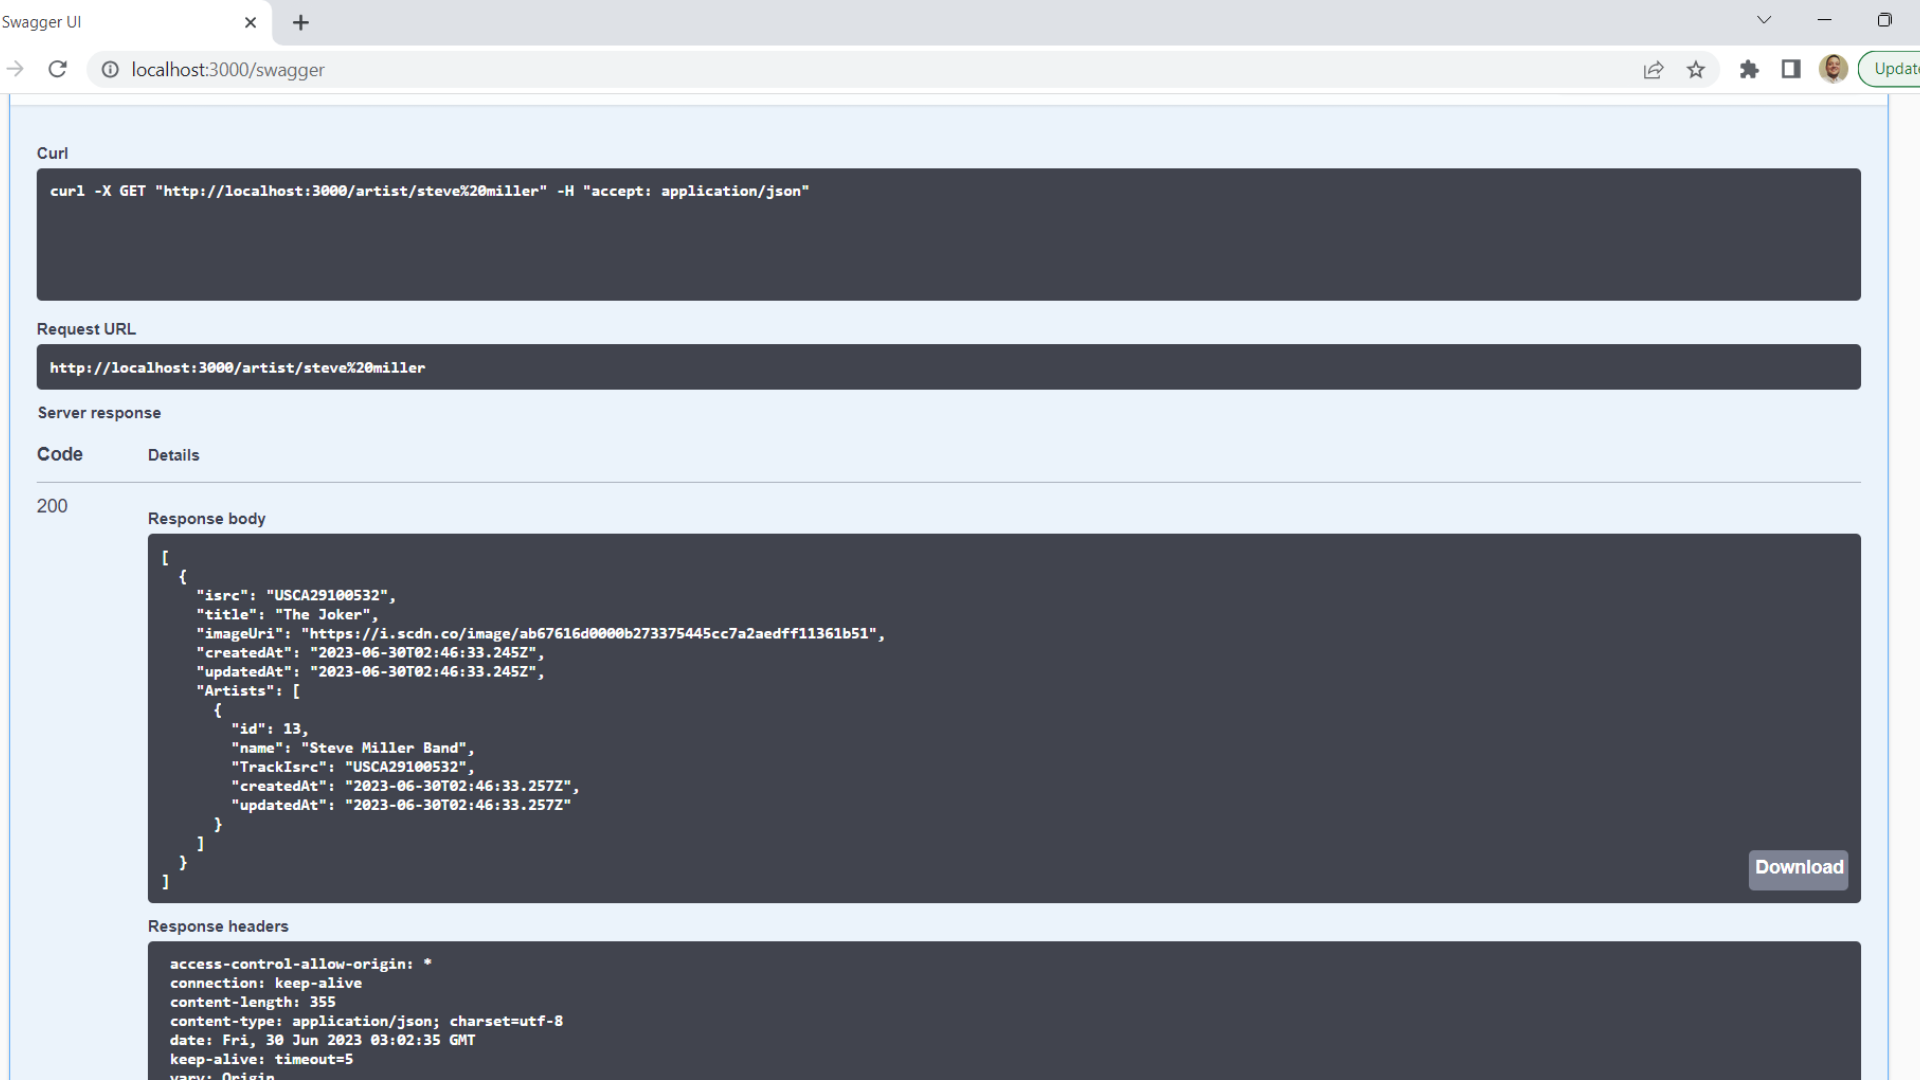 Swagger UI
localhost:3000/swagger
Update
Curl
curl -X GET "http://localhost:3000/artist/steve%20miller" -H "accept: application/json"
Request URL
http://localhost:3000/artist/steve%20miller
Server response
Code Details
200
Response body
[
  {
    "isrc": "USCA29100532",
    "title": "The Joker",
    "imageUri": "https://i.scdn.co/image/ab67616d0000b273375445cc7a2aedff11361b51",
    "createdAt": "2023-06-30T02:46:33.245Z",
    "updatedAt": "2023-06-30T02:46:33.245Z",
    "Artists": [
      {
        "id": 13,
        "name": "Steve Miller Band",
        "TrackIsrc": "USCA29100532",
        "createdAt": "2023-06-30T02:46:33.257Z",
        "updatedAt": "2023-06-30T02:46:33.257Z"
      }
    ]
  }
]
Download
Response headers
access-control-allow-origin: *
connection: keep-alive
content-length: 355
content-type: application/json; charset=utf-8
date: Fri, 30 Jun 2023 03:02:35 GMT
keep-alive: timeout=5
vary: Origin